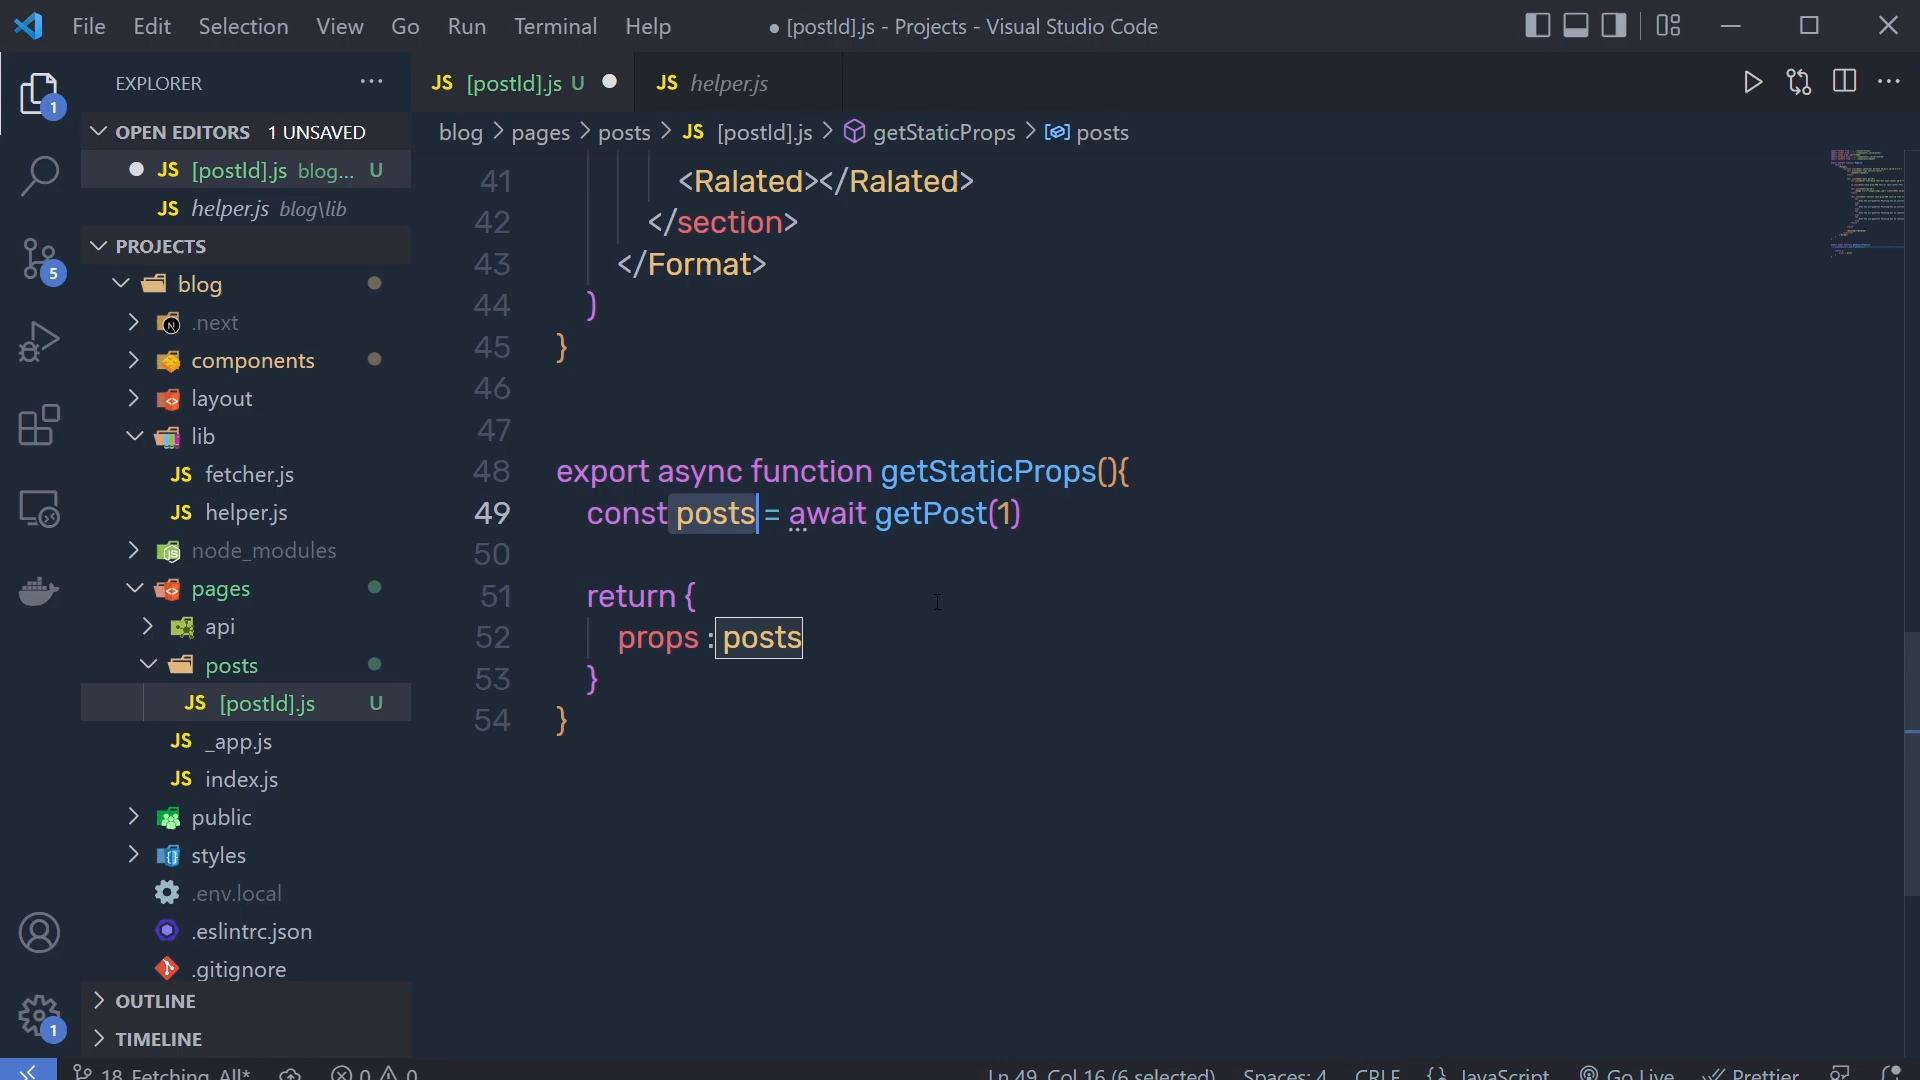 File Edit Selection View Go Run Terminal Help
● [postId].js - Projects - Visual Studio Code
EXPLORER
OPEN EDITORS 1 UNSAVED
[postId].js blog... U
JS helper.js blog\lib
PROJECTS
blog
.next
components
layout
lib
JS fetcher.js
JS helper.js
node_modules
pages
api
posts
JS [postId].js U
JS _app.js
JS index.js
public
styles
.env.local
.eslintrc.json
.gitignore
OUTLINE
TIMELINE
1
5
1
JS [postId].js U
JS helper.js
blog > pages > posts > JS [postId].js > getStaticProps > posts
41 <Ralated></Ralated>
42 </section>
43 </Format>
44 )
45 }
46
47
48 export async function getStaticProps(){
49 const posts = await getPost(1)
50
51 return {
52 props : posts
53 }
54 }
18_Fetching_All* 0 0
Ln 49, Col 16 (6 selected) Spaces: 4 CRLF {} JavaScript Go Live Prettier